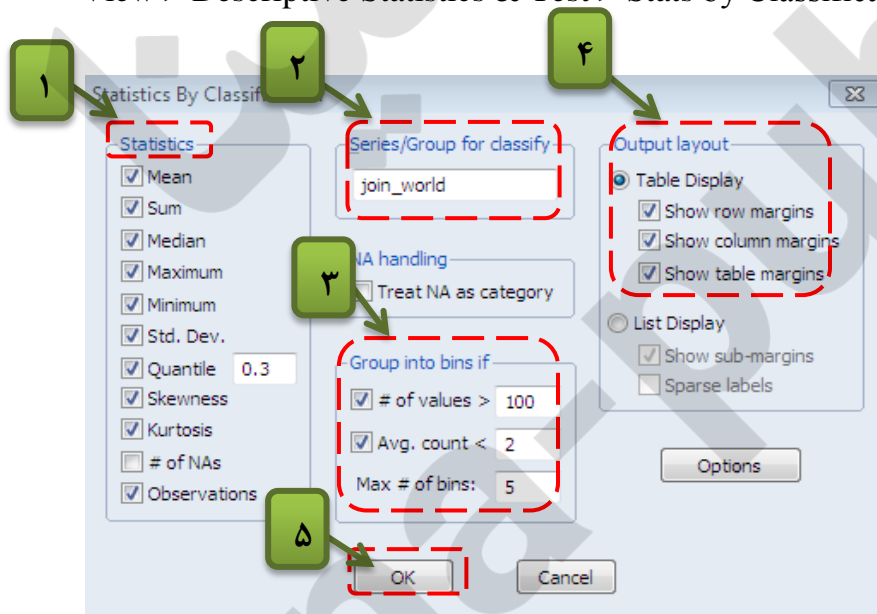 View / Descriptive Statistics & Test / Stats by Classific
۱
۲
۴
Statistics By Classif
Statistics
Mean
Sum
Median
Maximum
Minimum
Std. Dev.
Quantile 0.3
Skewness
Kurtosis
# of NAs
Observations
Series/Group for classify
join_world
NA handling
Treat NA as category
۳
Group into bins if
# of values > 100
Avg. count < 2
Max # of bins: 5
Output layout
Table Display
Show row margins
Show column margins
Show table margins
List Display
Show sub-margins
Sparse labels
Options
۵
OK
Cancel